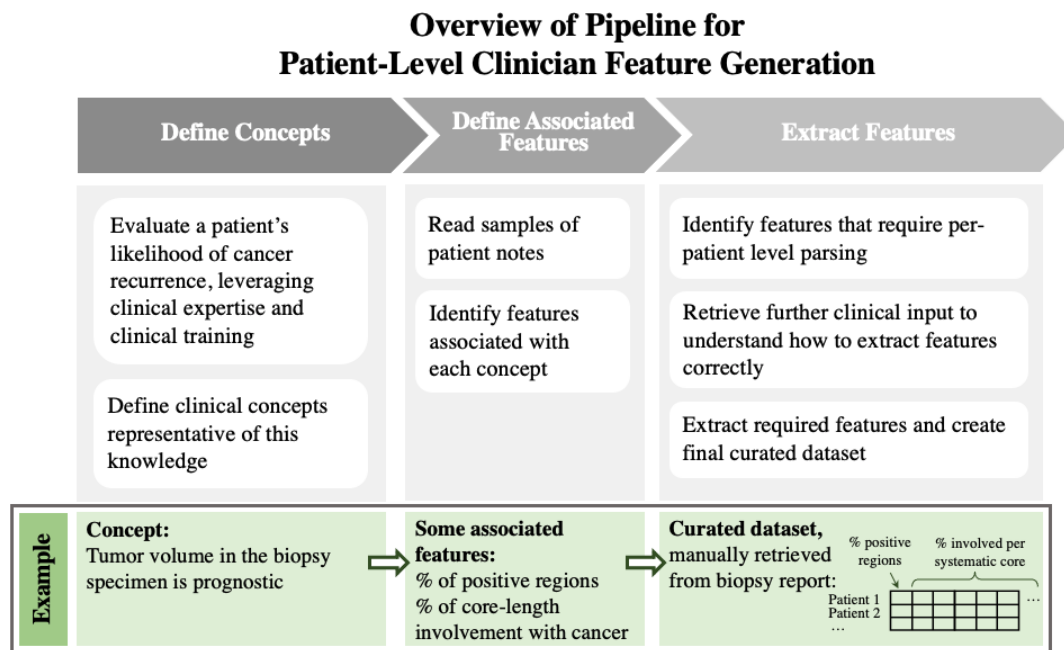 Overview of Pipeline for
Patient-Level Clinician Feature Generation
Define Concepts
Define Associated
Features
Extract Features
Evaluate a patient's
likelihood of cancer
recurrence, leveraging
clinical expertise and
clinical training
Define clinical concepts
representative of this
knowledge
Read samples of
patient notes
Identify features
associated with
each concept
Identify features that require per-
patient level parsing
Retrieve further clinical input to
understand how to extract features
correctly
Extract required features and create
final curated dataset
Example
Concept:
Tumor volume in the biopsy
specimen is prognostic
Some associated
features:
% of positive regions
% of core-length
involvement with cancer
Curated dataset,
manually retrieved
from biopsy report:
% positive
regions
% involved per
systematic core
Patient 1
Patient 2
...
...